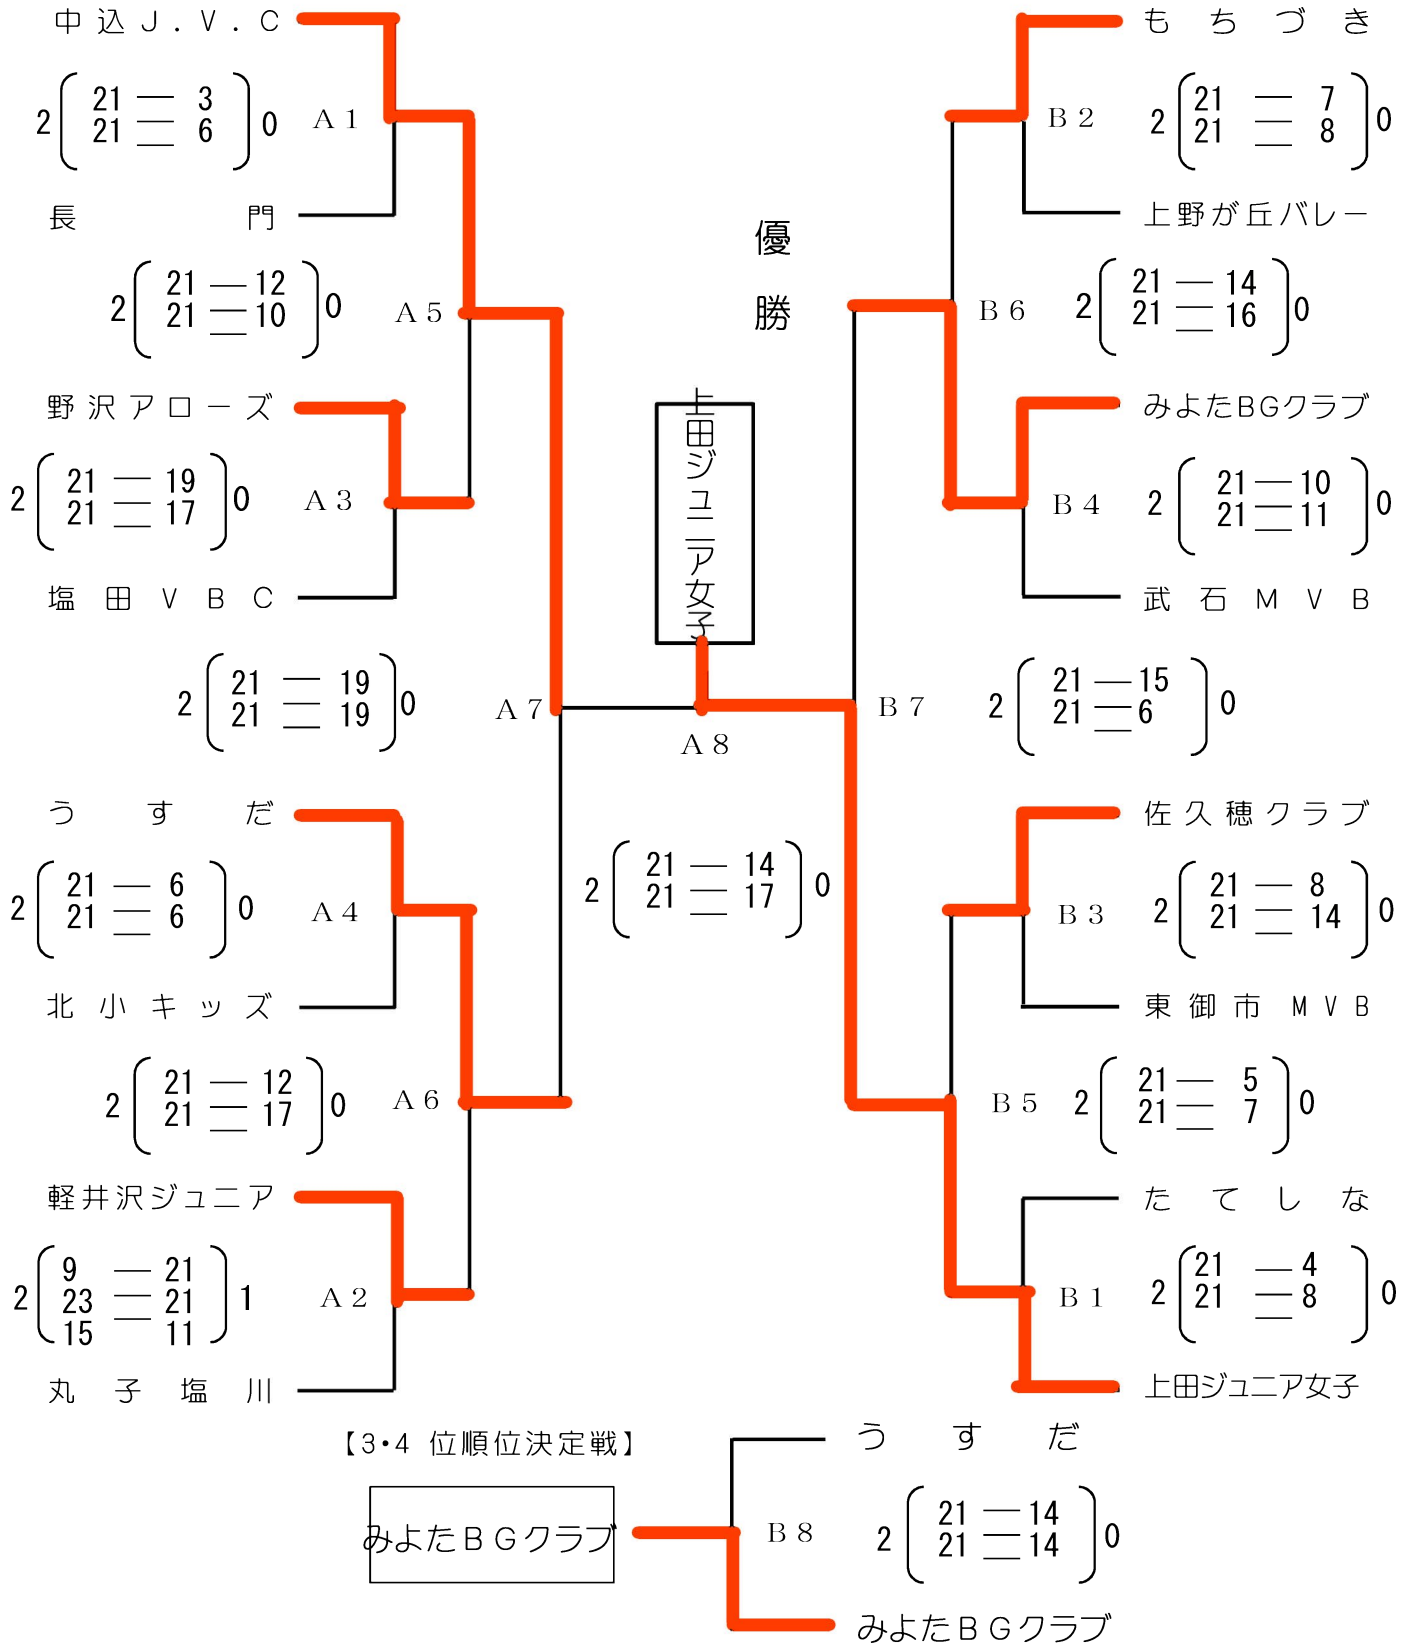 中込J.V.C
2 21 ― 3 0
21 ― 6
A1
長門
2 21 ― 12 0
21 ― 10
A5
野沢アローズ
2 21 ― 19 0
21 ― 17
A3
塩田VBC
2 21 ― 19 0
21 ― 19
A7
うすだ
2 21 ― 6 0
21 ― 6
A4
北小キッズ
2 21 ― 12 0
21 ― 17
A6
軽井沢ジュニア
2 9 ― 21 1
23 ― 21
15 ― 11
A2
丸子塩川
優勝
上田ジュニア女子
A8
2 21 ― 14 0
21 ― 17
もちづき
B2
2 21 ― 7 0
21 ― 8
上野が丘バレー
B6
2 21 ― 14 0
21 ― 16
みよたBGクラブ
B4
2 21 ― 10 0
21 ― 11
武石MVB
B7
2 21 ― 15 0
21 ― 6
佐久穂クラブ
B3
2 21 ― 8 0
21 ― 14
東御市MVB
B5
2 21 ― 5 0
21 ― 7
たてしな
B1
2 21 ― 4 0
21 ― 8
上田ジュニア女子
【3・4 位順位決定戦】
みよたBGクラブ
うすだ
B8
2 21 ― 14 0
21 ― 14
みよたBGクラブ